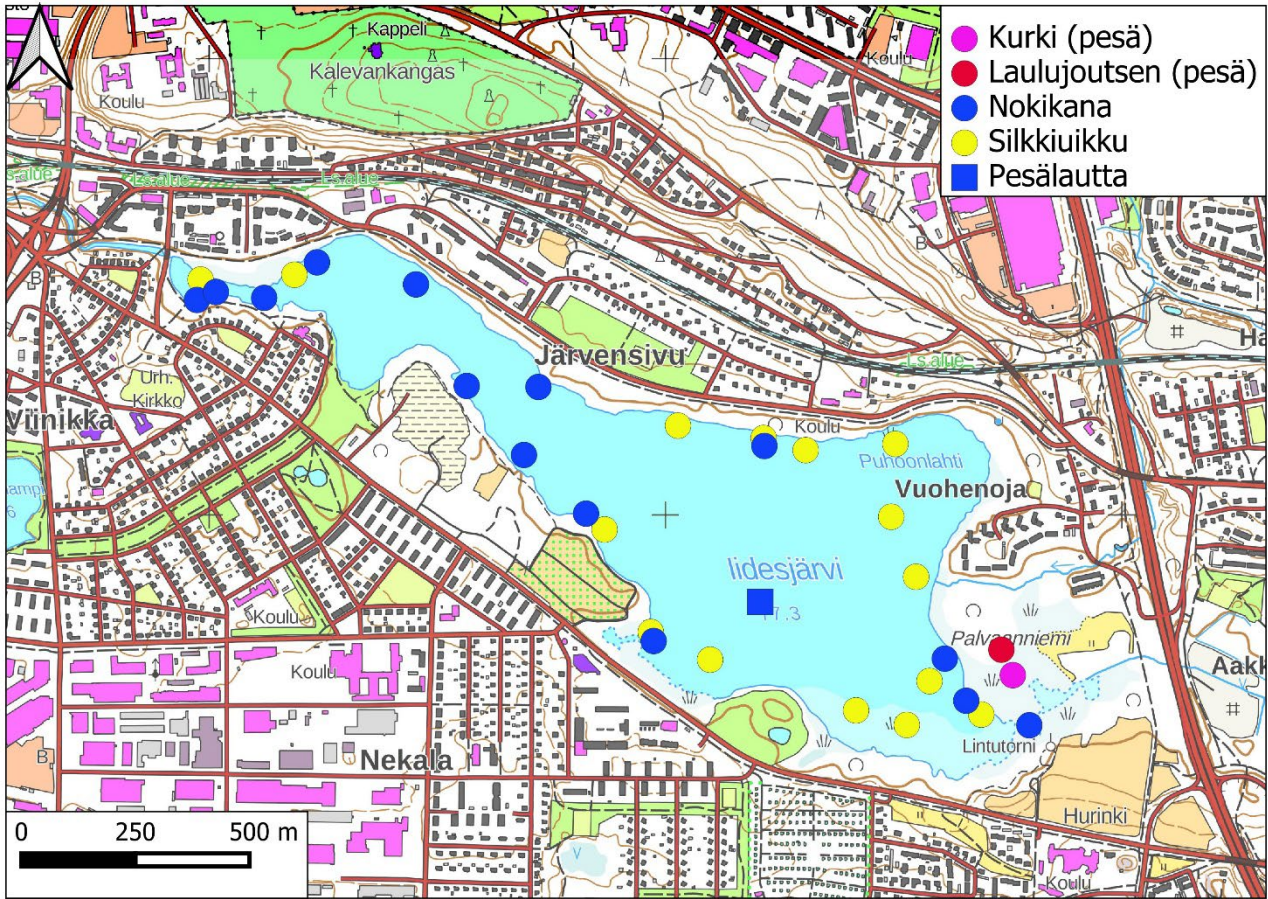 Kurki (pesä)
Laulujoutsen (pesä)
Nokikana
Silkkiuikku
Pesälautta
Kappeli
Kalevankangas
Koulu
Koulu
Ls.alue
Ls.alue
s.alue
B
B
Urh.
Kirkko
Viinikka
Järvensivu
Ls.alue
Koulu
Puhoonlahti
Vuohenoja
Iidesjärvi
77.3
Palvaanniemi
Koulu
Koulu
Aakk
Nekala
Lintutorni
Hurinki
B
V
Koulu
0 250 500 m